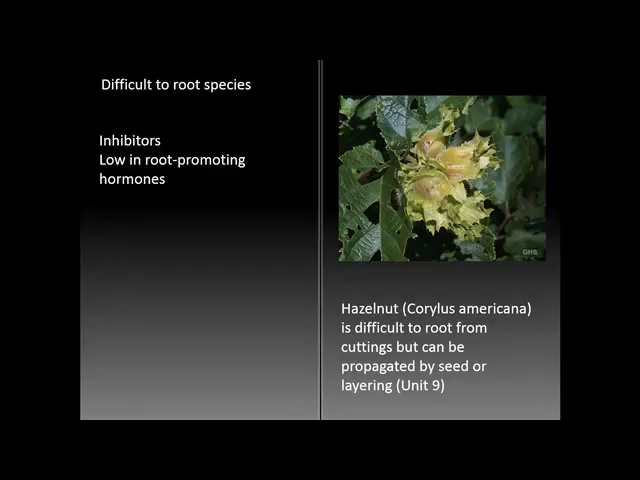 Difficult to root species
Inhibitors
Low in root-promoting
hormones
GHS
Hazelnut (Corylus americana)
is difficult to root from
cuttings but can be
propagated by seed or
layering (Unit 9)